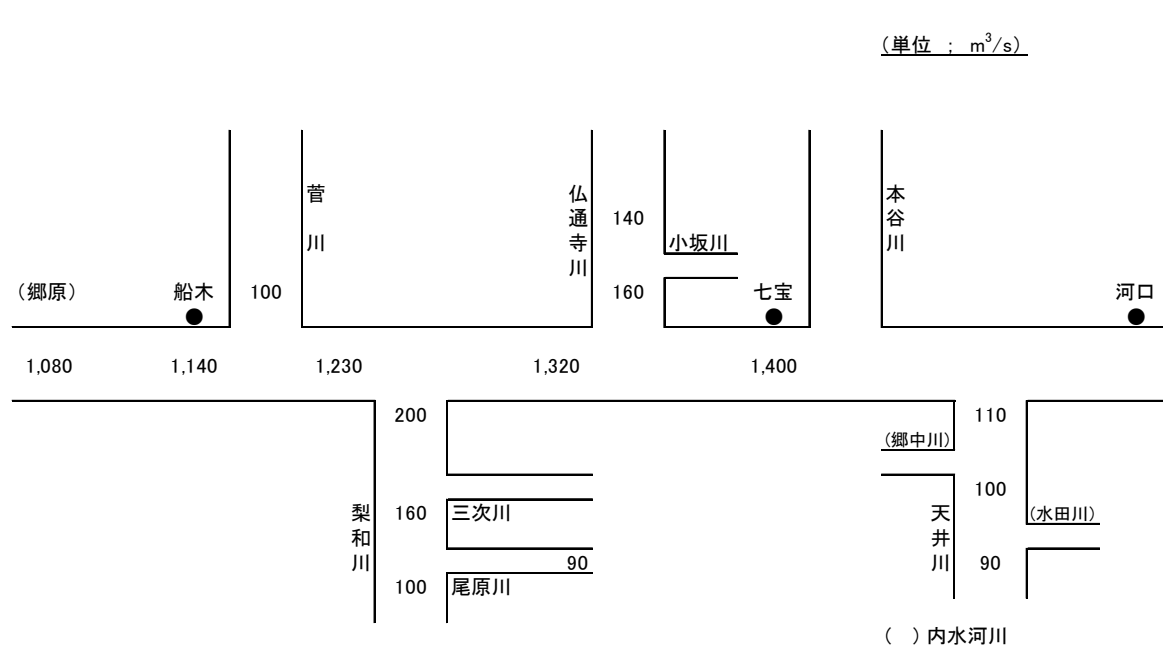 (単位 ; m³/s)
菅川
仏通寺川
本谷川
140
小坂川
(郷原)
船木
100
160
七宝
河口
1,080
1,140
1,230
1,320
1,400
200
110
(郷中川)
100
梨和川
160
三次川
天井川
(水田川)
90
90
100
尾原川
( )内水河川